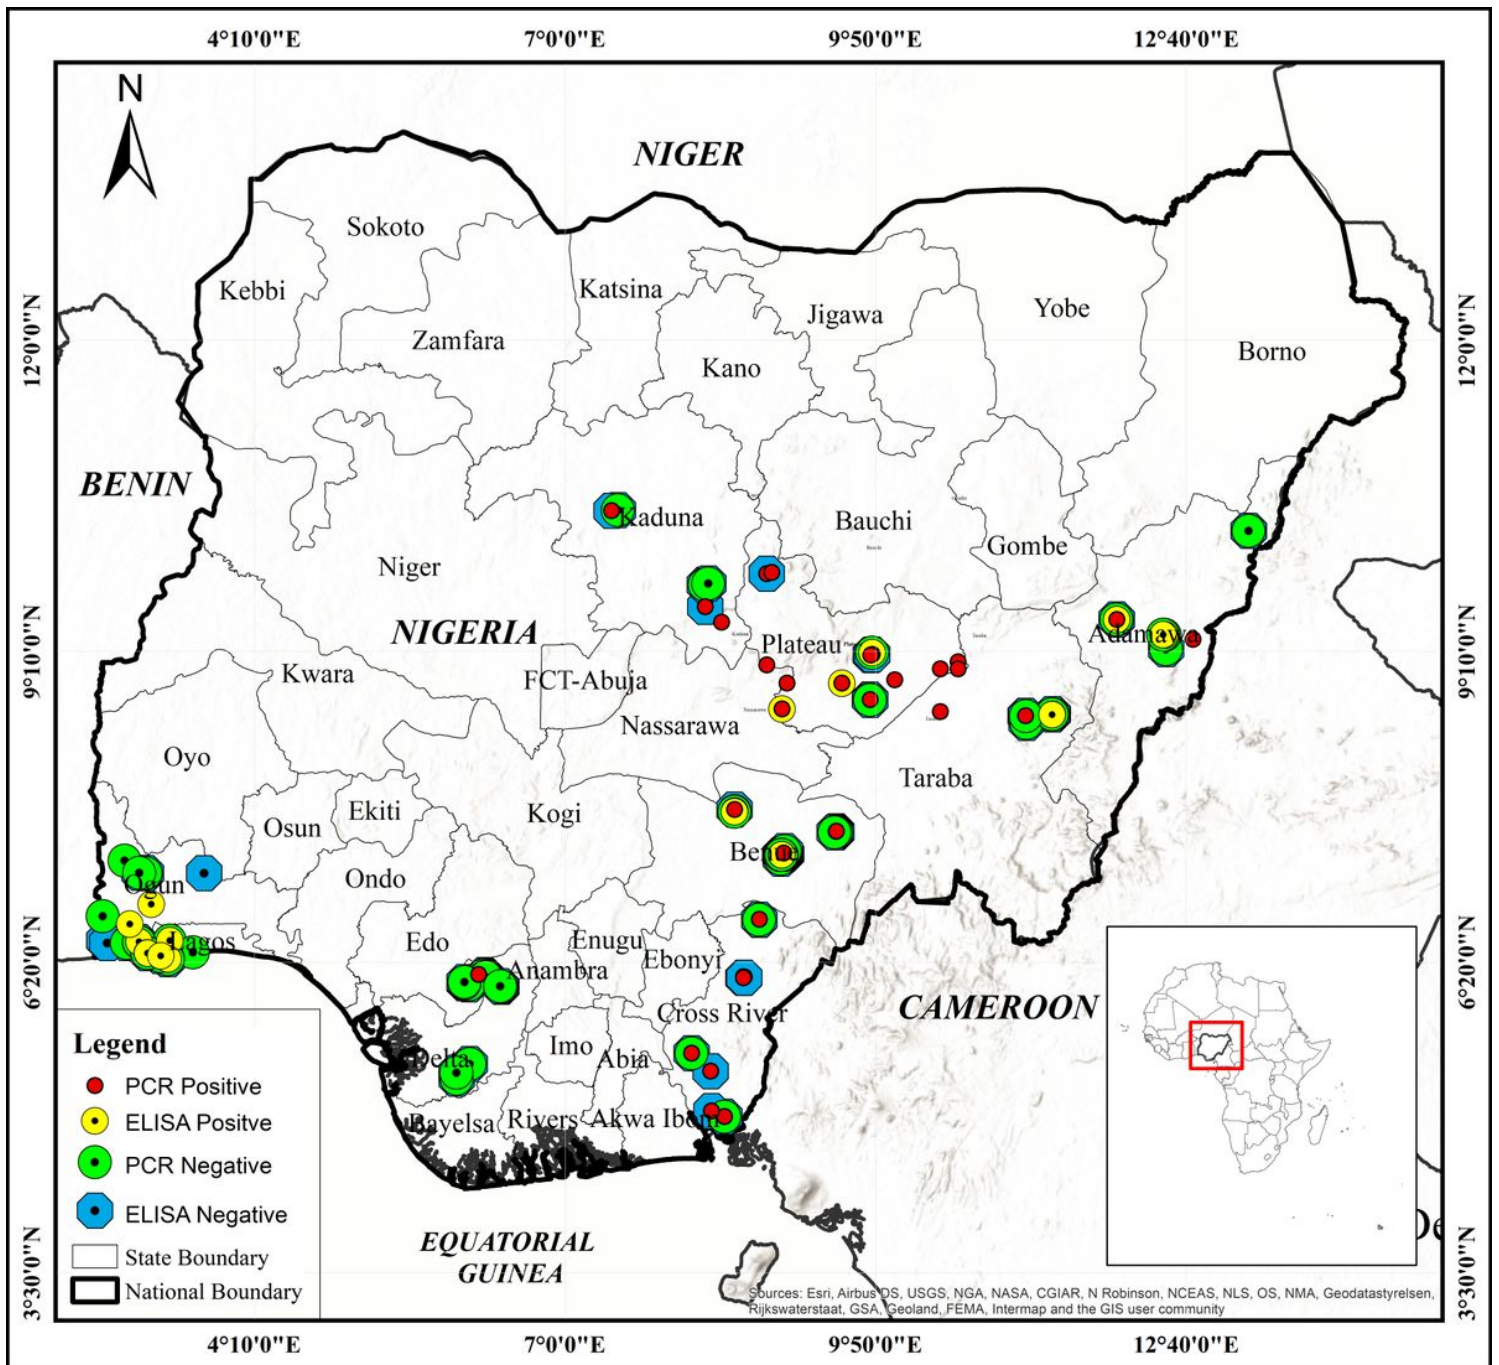 4°10'0"E
7°0'0"E
9°50'0"E
12°40'0"E
N
NIGER
Sokoto
Kebbi
Katsina
Jigawa
Yobe
Zamfara
Kano
Borno
12°0'0"N
12°0'0"N
BENIN
Kaduna
Bauchi
Gombe
Niger
NIGERIA
Plateau
Adamawa
9°10'0"N
9°10'0"N
Kwara
FCT-Abuja
Nassarawa
Oyo
Taraba
Kogi
Ekiti
Osun
Benue
Ondo
Ogun
Lagos
Edo
Enugu
Ebonyi
Anambra
6°20'0"N
6°20'0"N
Cross River
CAMEROON
Imo
Abia
Delta
Bayelsa
Rivers
Akwa Ibom
Legend
PCR Positive
ELISA Positve
PCR Negative
ELISA Negative
State Boundary
National Boundary
EQUATORIAL
GUINEA
3°30'0"N
3°30'0"N
De
Sources: Esri, Airbus DS, USGS, NGA, NASA, CGIAR, N Robinson, NCEAS, NLS, OS, NMA, Geodatastyrelsen,
Rijkswaterstaat, GSA, Geoland, FEMA, Intermap and the GIS user community
4°10'0"E
7°0'0"E
9°50'0"E
12°40'0"E